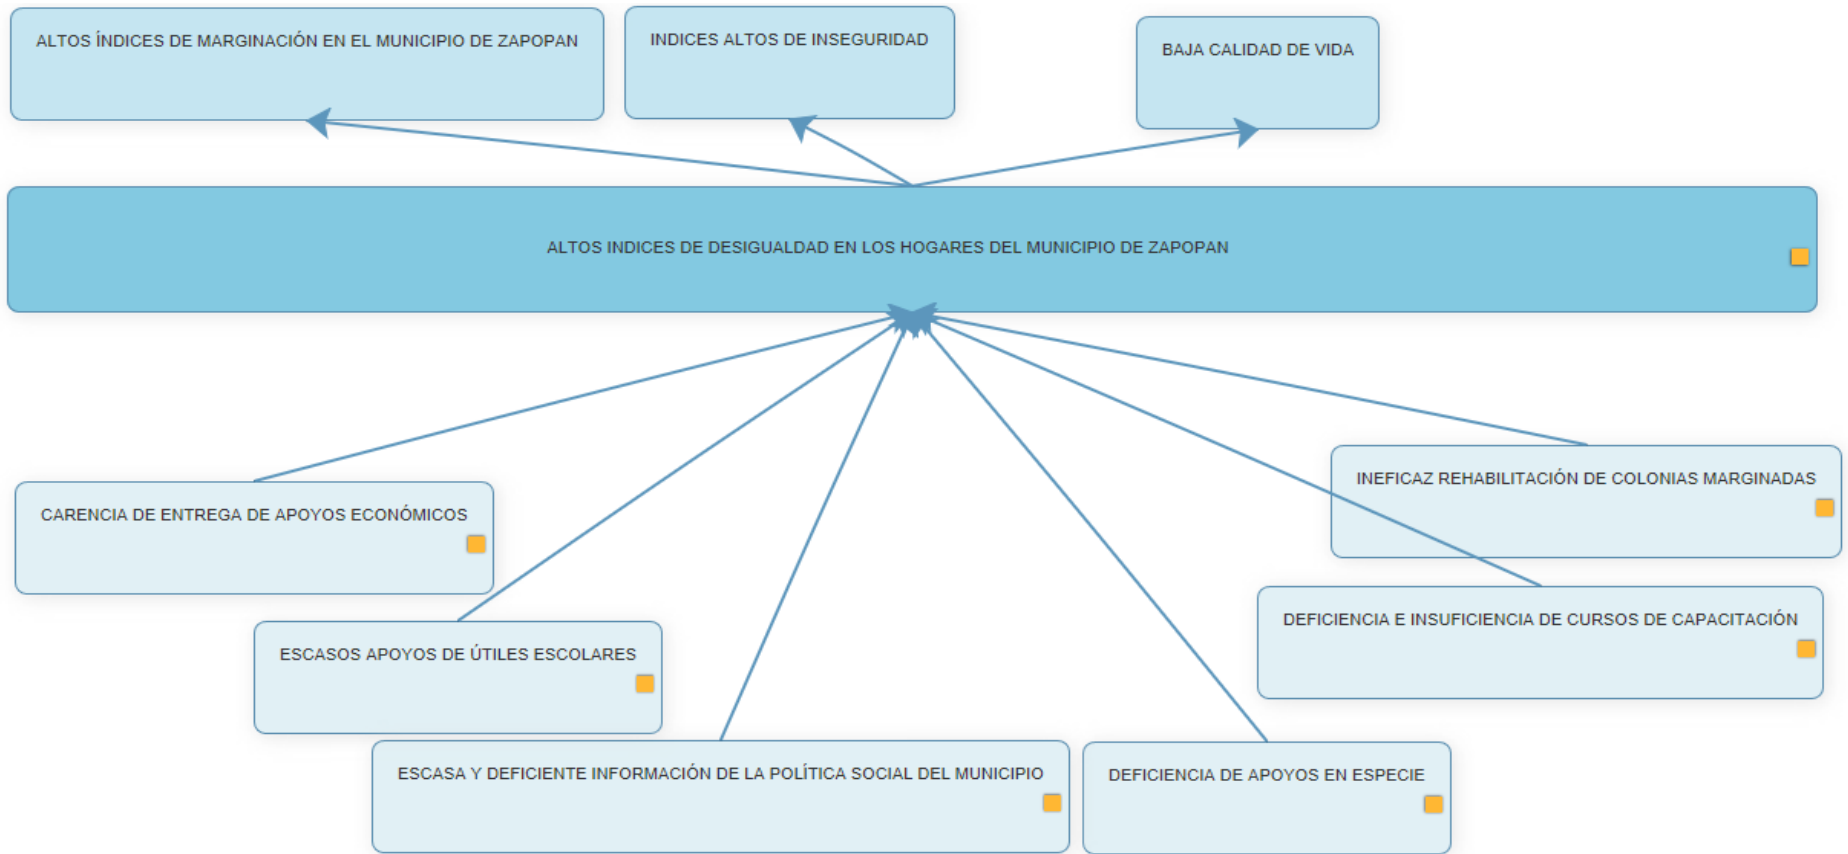 ALTOS ÍNDICES DE MARGINACIÓN EN EL MUNICIPIO DE ZAPOPAN
INDICES ALTOS DE INSEGURIDAD
BAJA CALIDAD DE VIDA
ALTOS INDICES DE DESIGUALDAD EN LOS HOGARES DEL MUNICIPIO DE ZAPOPAN
INEFICAZ REHABILITACIÓN DE COLONIAS MARGINADAS
CARENCIA DE ENTREGA DE APOYOS ECONÓMICOS
DEFICIENCIA E INSUFICIENCIA DE CURSOS DE CAPACITACIÓN
ESCASOS APOYOS DE ÚTILES ESCOLARES
ESCASA Y DEFICIENTE INFORMACIÓN DE LA POLÍTICA SOCIAL DEL MUNICIPIO
DEFICIENCIA DE APOYOS EN ESPECIE